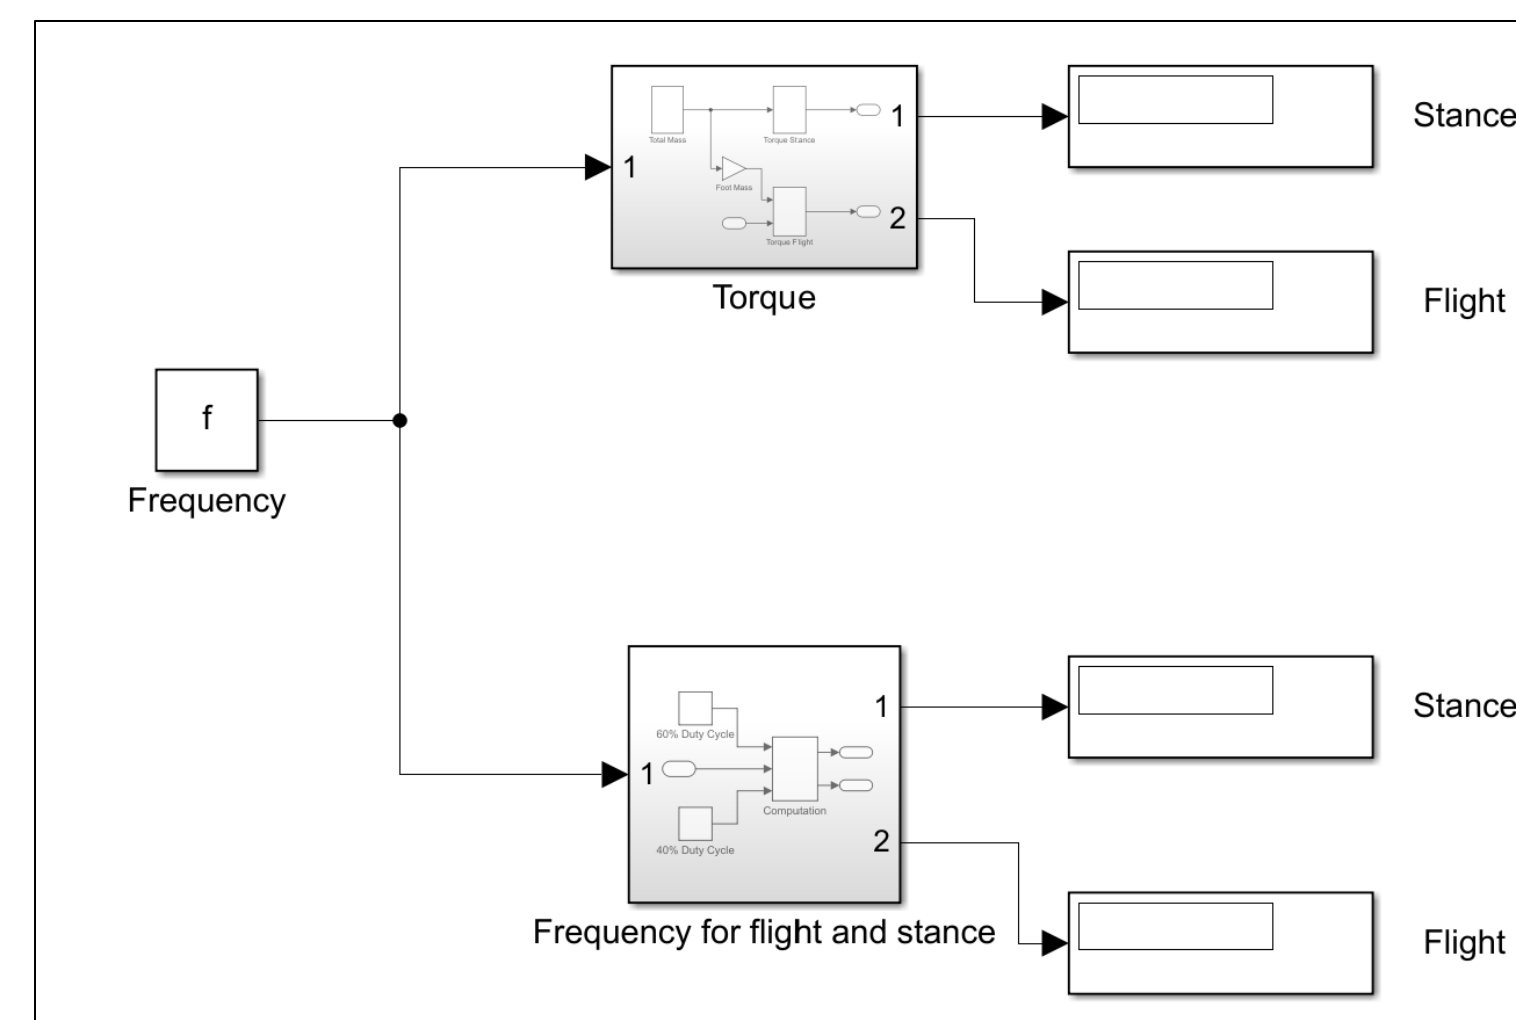 Total Mass
Torque Stance
1
1
Foot Mass
2
Torque Flight
Torque
Stance
Flight
f
Frequency
60% Duty Cycle
1
1
Computation
2
40% Duty Cycle
Frequency for flight and stance
Stance
Flight